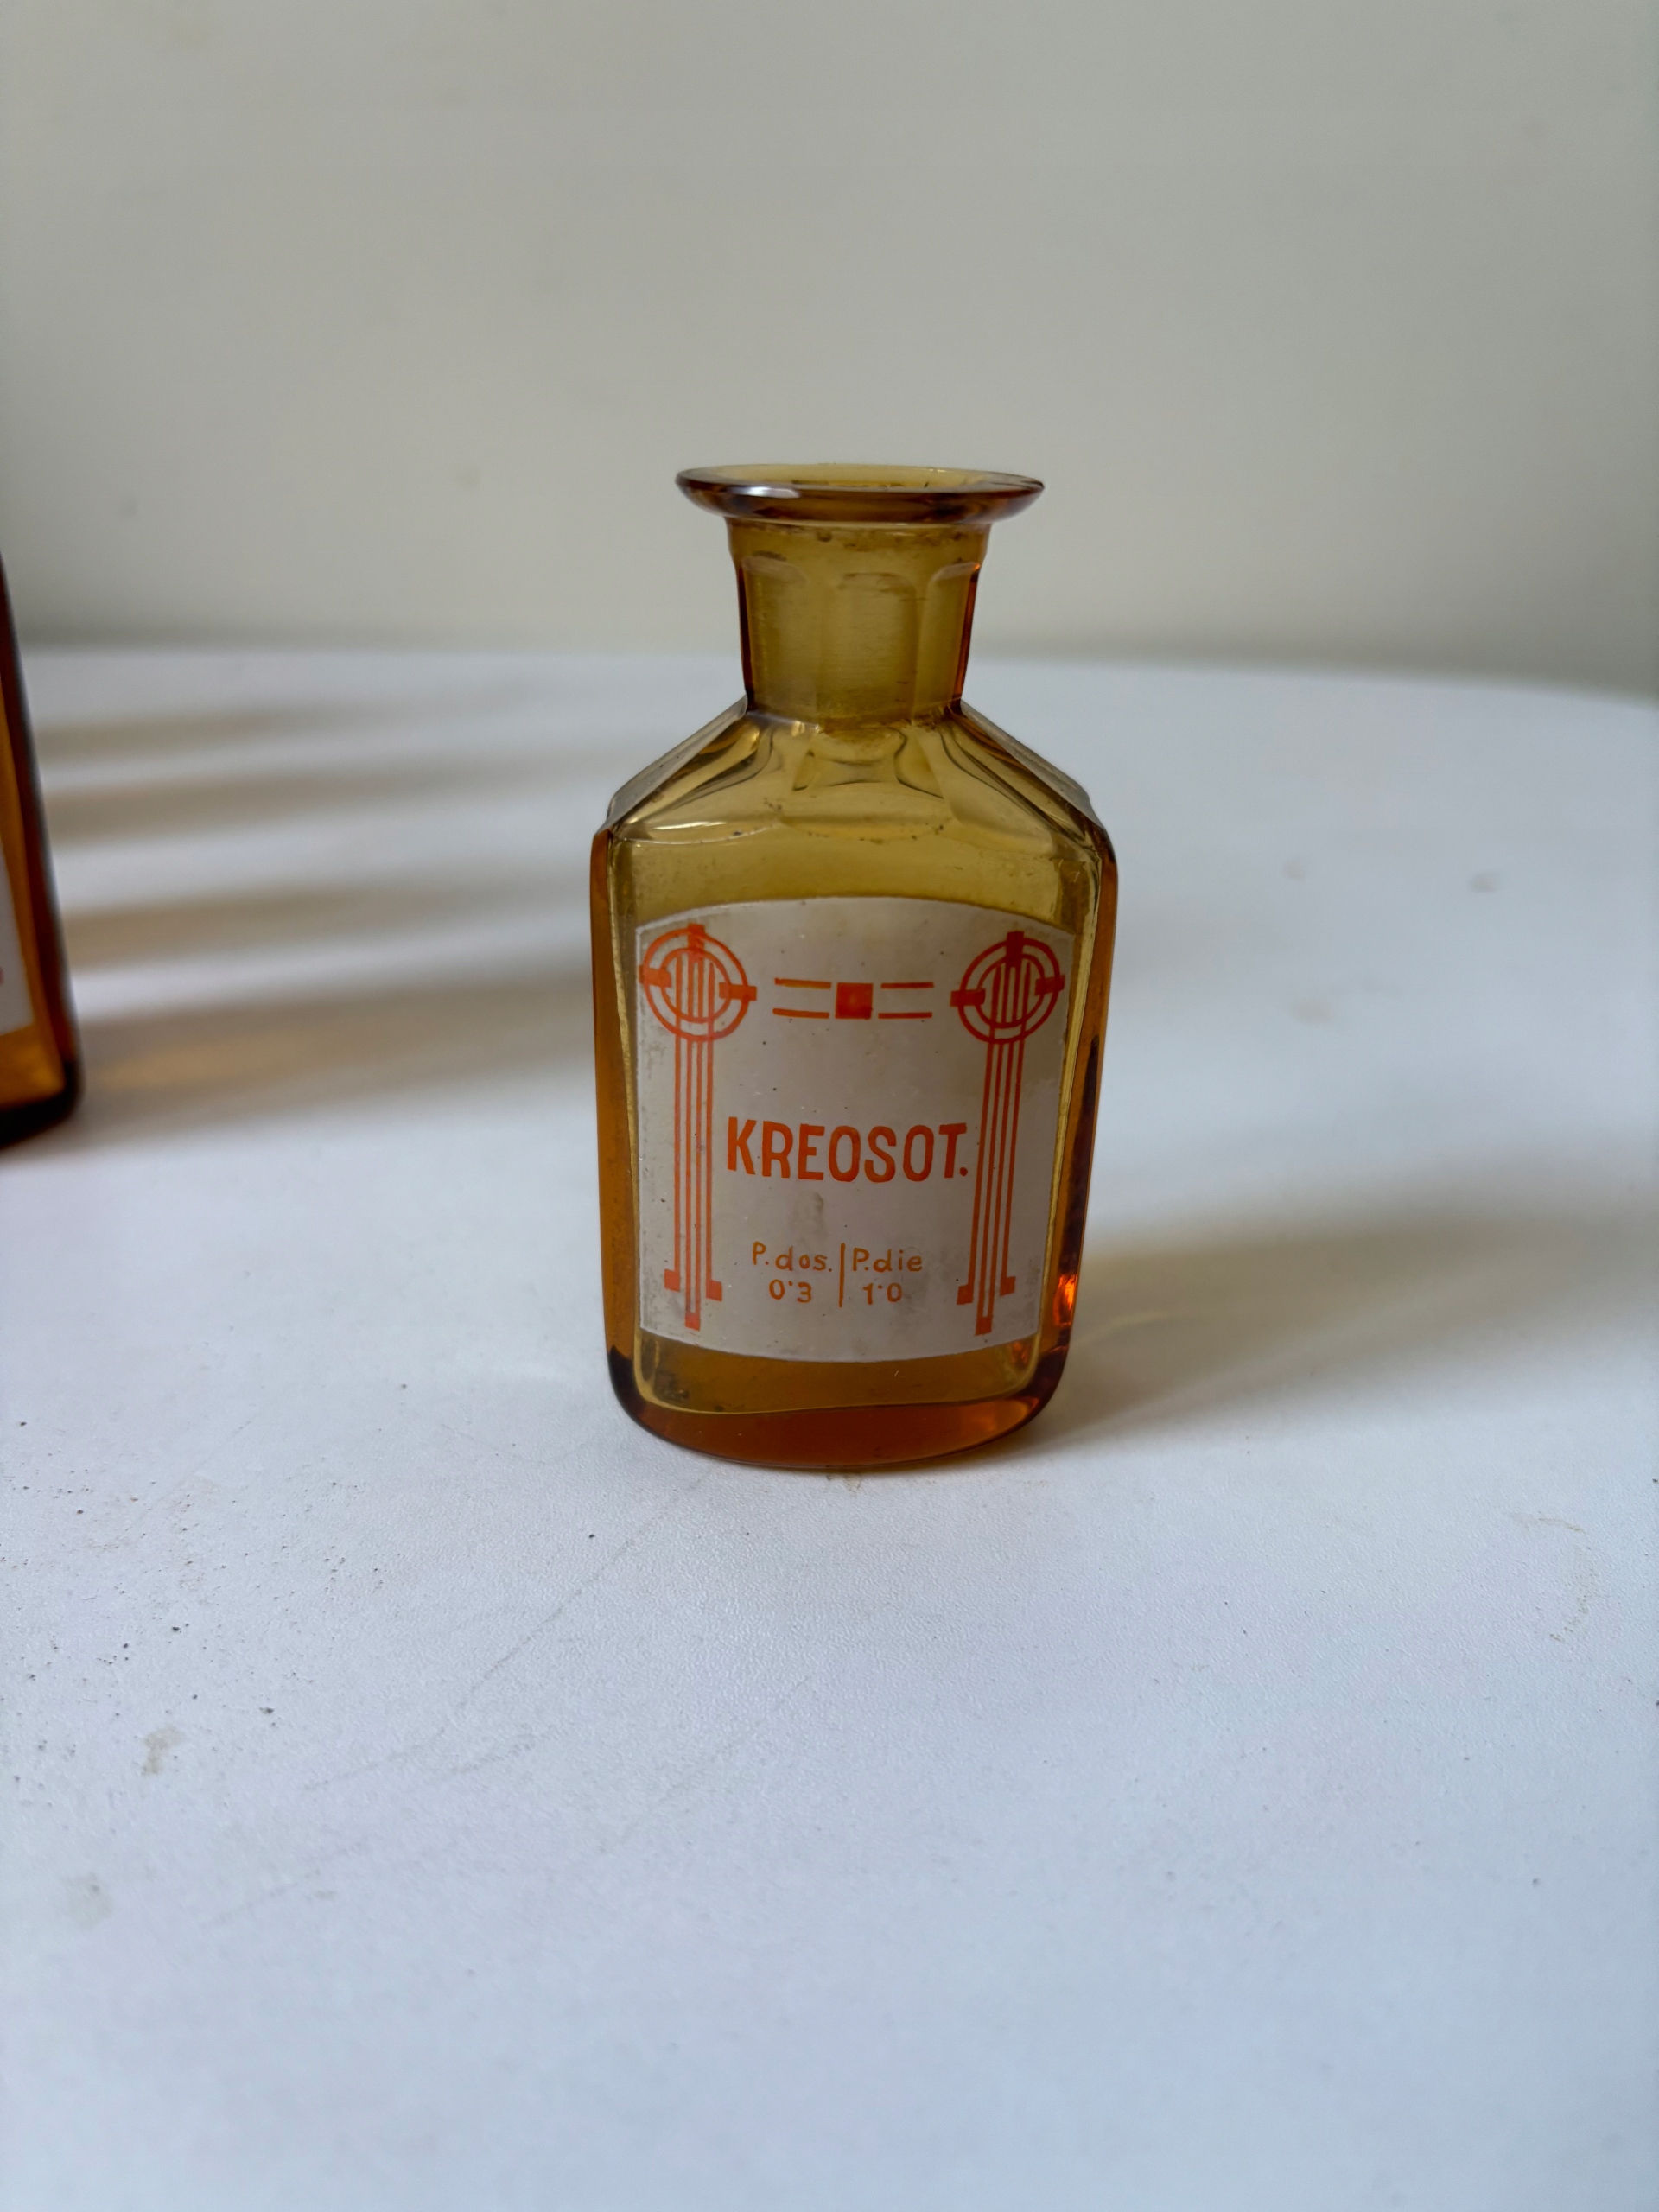 KREOSOT.
P.dos. | P.die
0·3 | 1·0